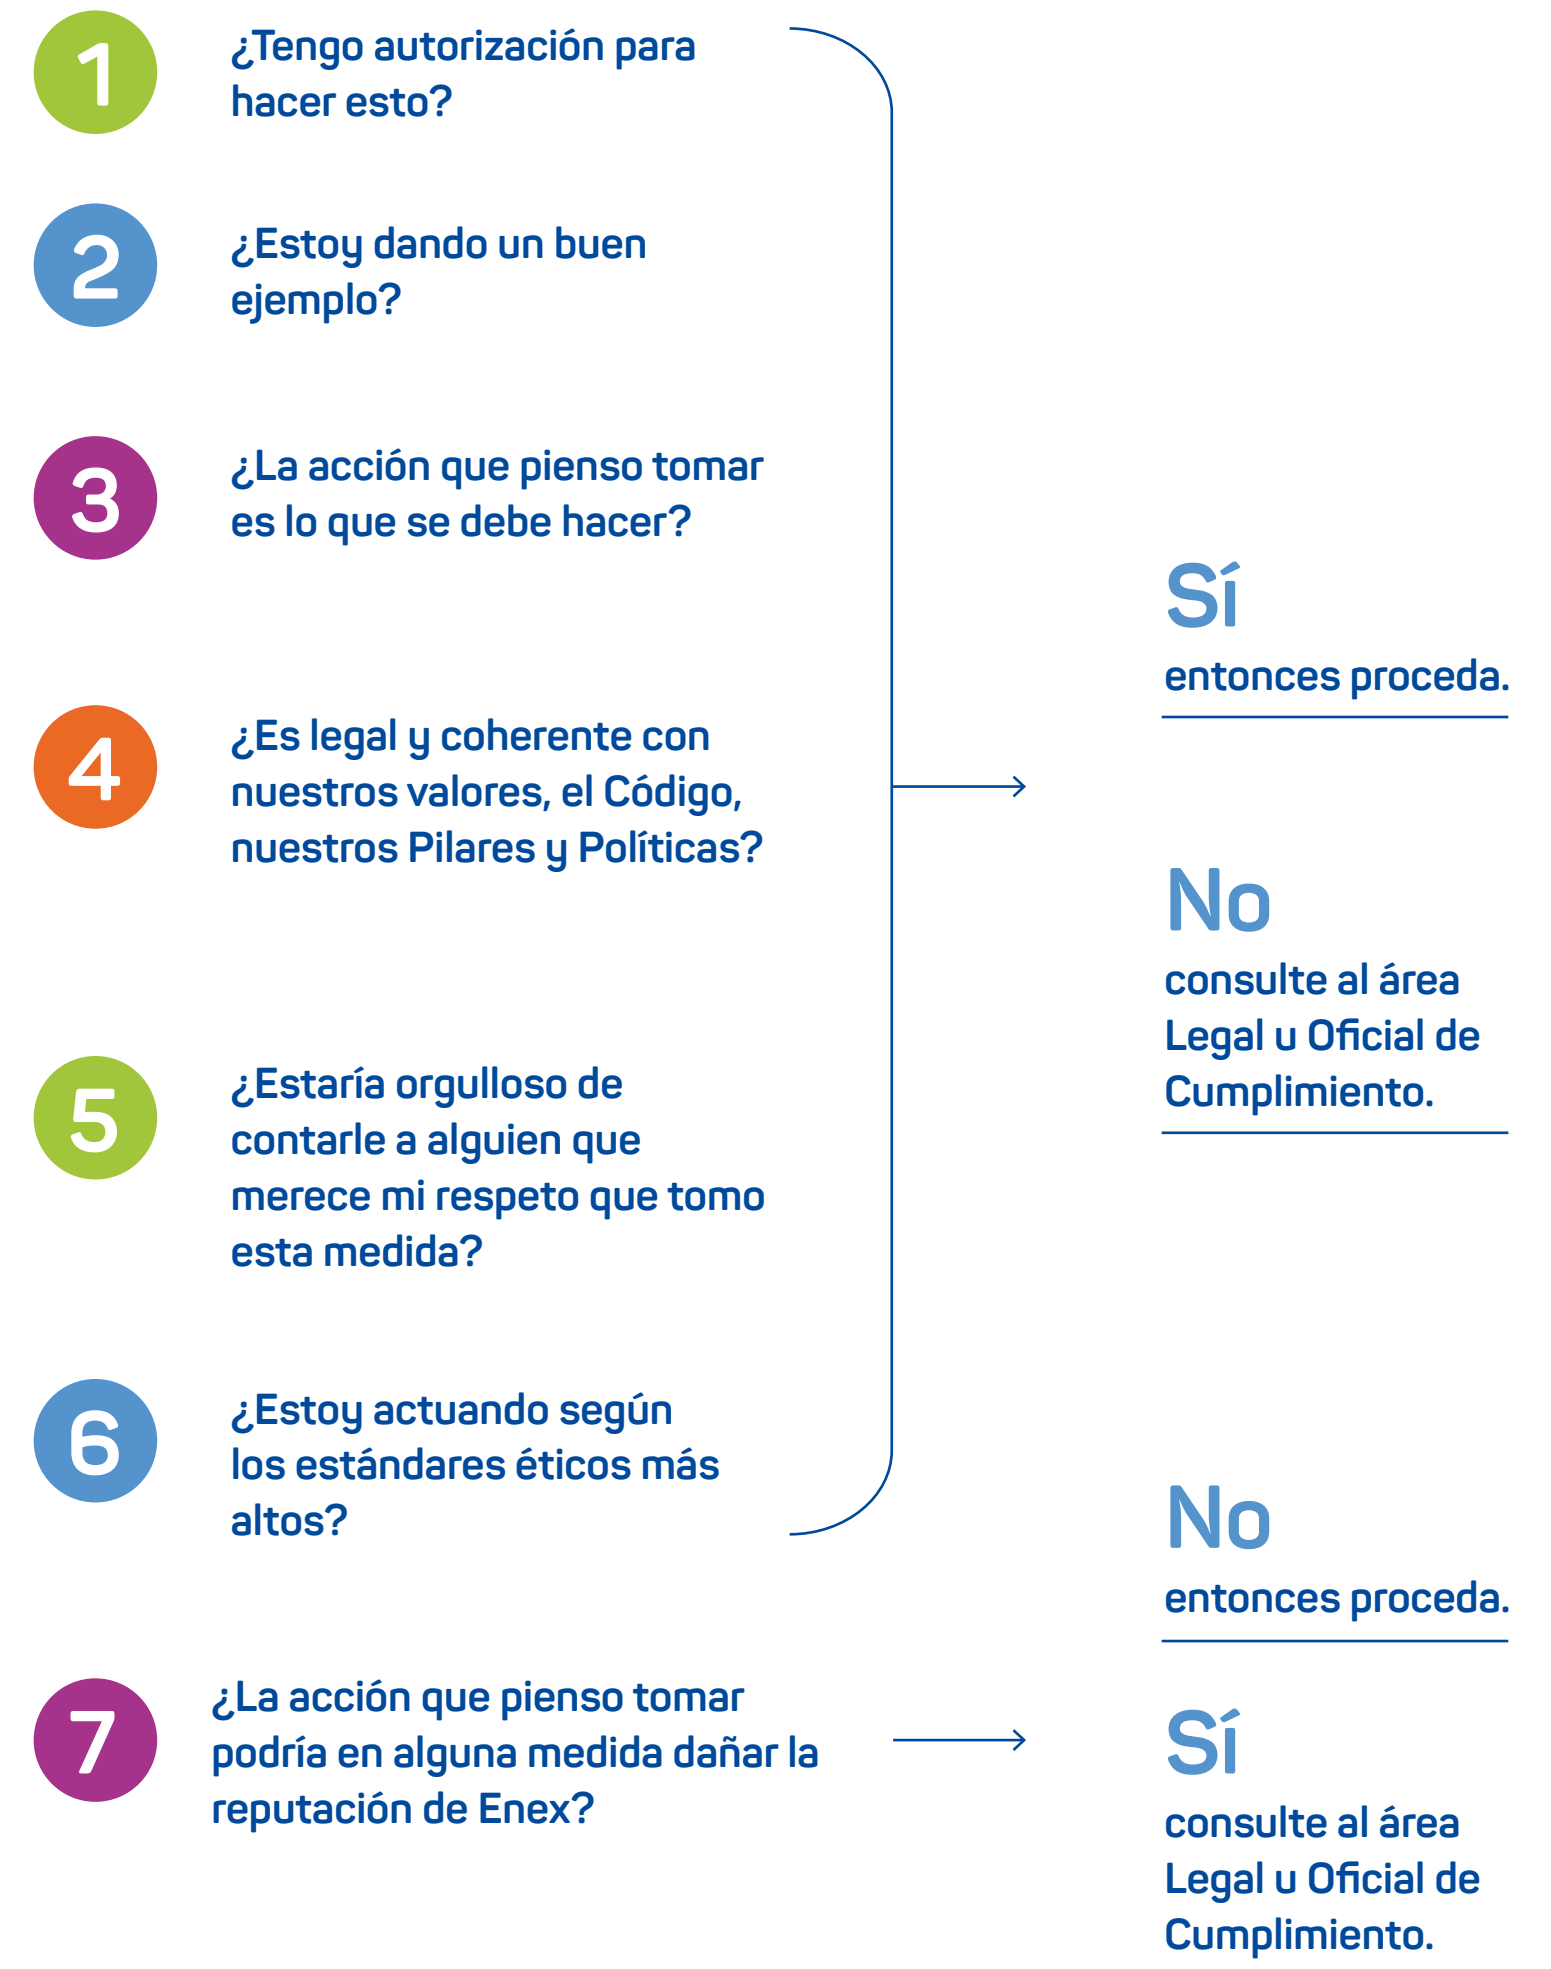 1
¿Tengo autorización para
hacer esto?
2
¿Estoy dando un buen
ejemplo?
3
¿La acción que pienso tomar
es lo que se debe hacer?
4
¿Es legal y coherente con
nuestros valores, el Código,
nuestros Pilares y Políticas?
5
¿Estaría orgulloso de
contarle a alguien que
merece mi respeto que tomo
esta medida?
6
¿Estoy actuando según
los estándares éticos más
altos?
Sí
entonces proceda.
No
consulte al área
Legal u Oficial de
Cumplimiento.
7
¿La acción que pienso tomar
podría en alguna medida dañar la
reputación de Enex?
No
entonces proceda.
Sí
consulte al área
Legal u Oficial de
Cumplimiento.